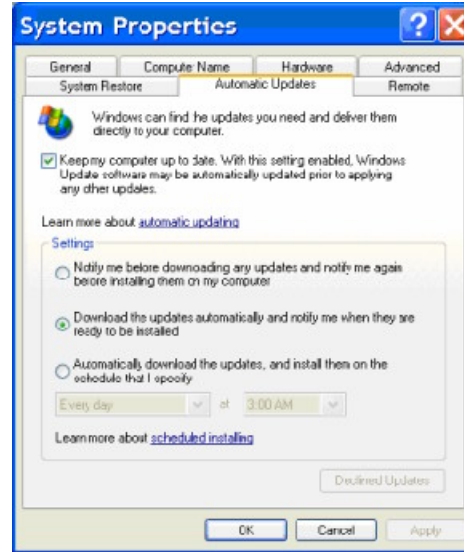 System Properties
General Computer Name Hardware Advanced
System Restore Automatic Updates Remote
Windows can find the updates you need and deliver them
directly to your computer.
Keep my computer up to date. With this setting enabled, Windows
Update software may be automatically updated prior to applying
any other updates.
Learn more about automatic updating
Settings
Notify me before downloading any updates and notify me again
before installing them on my computer
Download the updates automatically and notify me when they are
ready to be installed
Automatically download the updates, and install them on the
schedule that I specify
Every day at 3:00 AM
Learn more about scheduled installing
Declined Updates
OK Cancel Apply